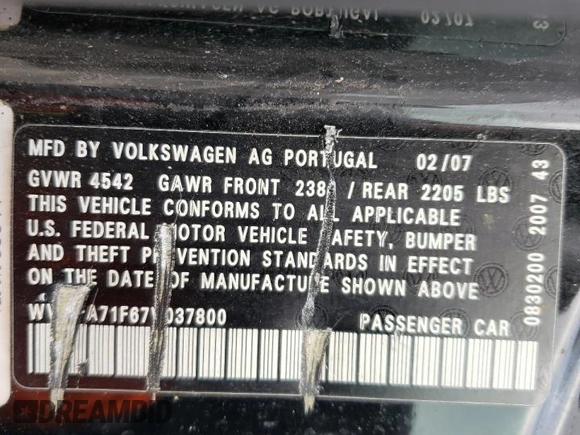 MFD BY VOLKSWAGEN AG PORTUGAL 02/07
GVWR 4542 GAWR FRONT 238 / REAR 2205 LBS
THIS VEHICLE CONFORMS TO ALL APPLICABLE
U.S. FEDERAL MOTOR VEHICLE SAFETY, BUMPER
AND THEFT PREVENTION STANDARDS IN EFFECT
ON THE DATE OF MANUFACTURE SHOWN ABOVE
A71F67 037800 PASSENGER CAR
0830200 2007 43
DREAMBID